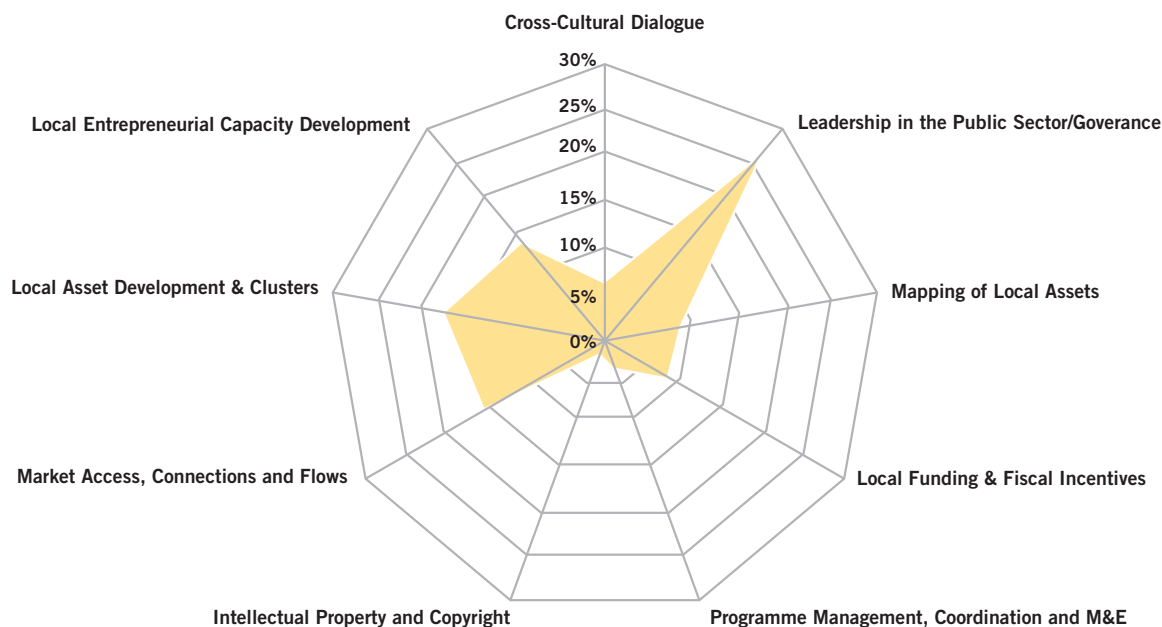 Cross-Cultural Dialogue
30%
25%
20%
15%
10%
5%
0%
Leadership in the Public Sector/Goverance
Mapping of Local Assets
Local Funding & Fiscal Incentives
Programme Management, Coordination and M&E
Intellectual Property and Copyright
Market Access, Connections and Flows
Local Asset Development & Clusters
Local Entrepreneurial Capacity Development